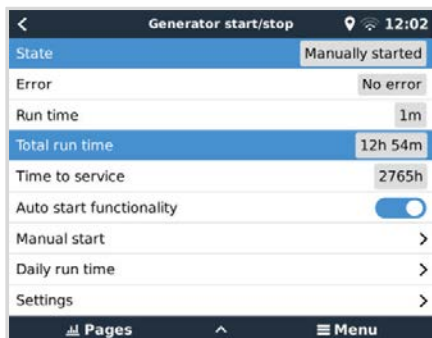 Generator start/stop 12:02
State Manually started
Error No error
Run time 1m
Total run time 12h 54m
Time to service 2765h
Auto start functionality
Manual start
Daily run time
Settings
Pages Menu